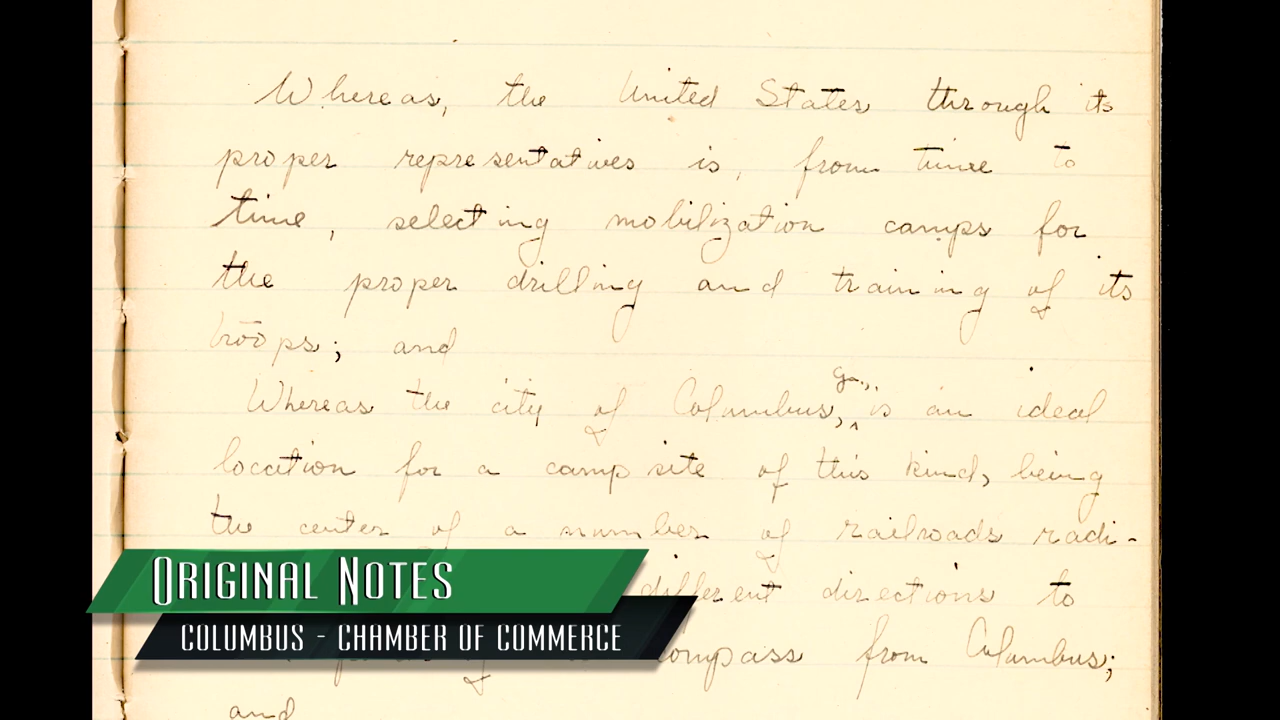 Whereas, the United States through its
proper representatives is, from time to
time, selecting mobilization camps for
the proper drilling and training of its
troops; and
Whereas the city of Columbus, Ga., is an ideal
location for a camp site of this kind, being
the center of a number of railroads radi-
different directions to
compass from Columbus;
and
ORIGINAL NOTES
COLUMBUS - CHAMBER OF COMMERCE